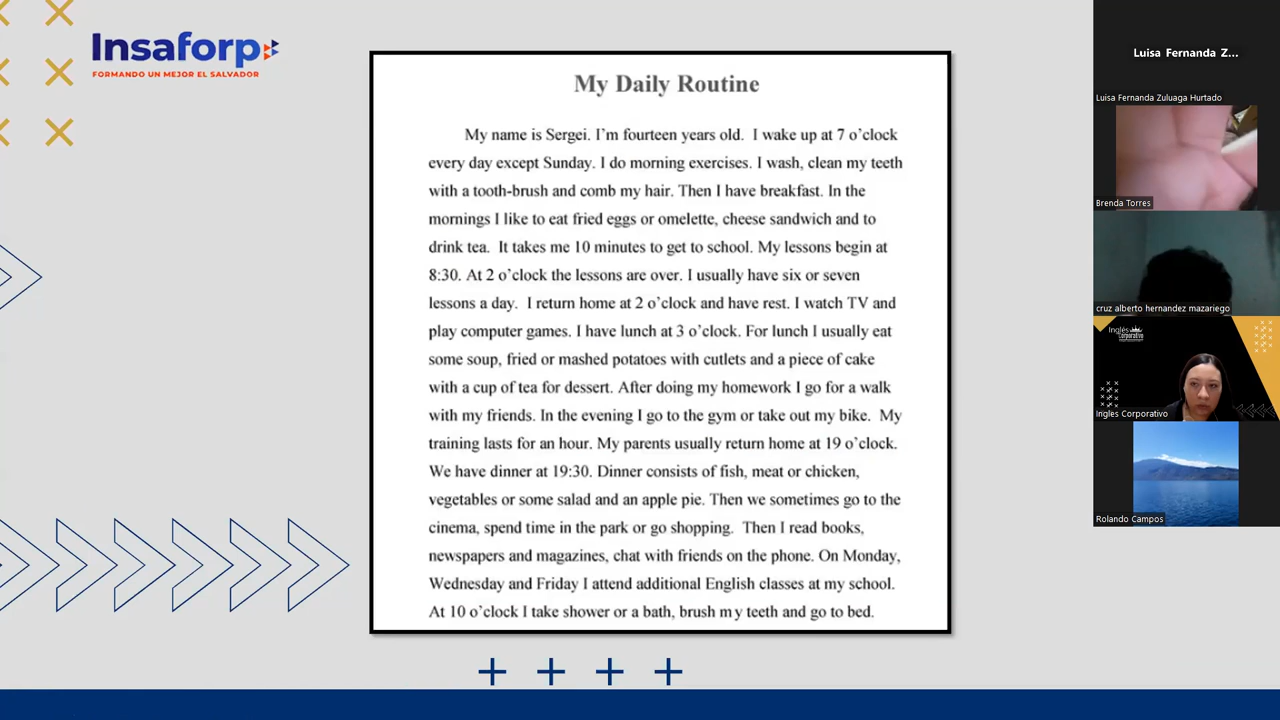 Insaforp
FORMANDO UN MEJOR EL SALVADOR
My Daily Routine
My name is Sergei. I'm fourteen years old. I wake up at 7 o'clock
every day except Sunday. I do morning exercises. I wash, clean my teeth
with a tooth-brush and comb my hair. Then I have breakfast. In the
mornings I like to eat fried eggs or omelette, cheese sandwich and to
drink tea. It takes me 10 minutes to get to school. My lessons begin at
8:30. At 2 o'clock the lessons are over. I usually have six or seven
lessons a day. I return home at 2 o'clock and have rest. I watch TV and
play computer games. I have lunch at 3 o'clock. For lunch I usually eat
some soup, fried or mashed potatoes with cutlets and a piece of cake
with a cup of tea for dessert. After doing my homework I go for a walk
with my friends. In the evening I go to the gym or take out my bike. My
training lasts for an hour. My parents usually return home at 19 o'clock.
We have dinner at 19:30. Dinner consists of fish, meat or chicken,
vegetables or some salad and an apple pie. Then we sometimes go to the
cinema, spend time in the park or go shopping. Then I read books,
newspapers and magazines, chat with friends on the phone. On Monday,
Wednesday and Friday I attend additional English classes at my school.
At 10 o'clock I take shower or a bath, brush my teeth and go to bed.
Luisa Fernanda Z...
Luisa Fernanda Zuluaga Hurtado
Brenda Torres
cruz alberto hernandez mazariego
Inglés
Corporativo
Ingles Corporativo
Rolando Campos